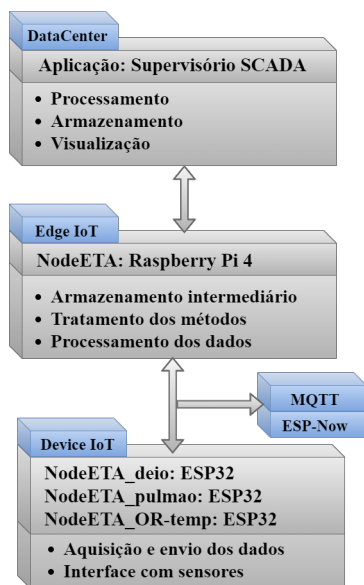 DataCenter
Aplicação: Supervisório SCADA
• Processamento
• Armazenamento
• Visualização
Edge IoT
NodeETA: Raspberry Pi 4
• Armazenamento intermediário
• Tratamento dos métodos
• Processamento dos dados
MQTT
ESP-Now
Device IoT
NodeETA_deio: ESP32
NodeETA_pulmao: ESP32
NodeETA_OR-temp: ESP32
• Aquisição e envio dos dados
• Interface com sensores